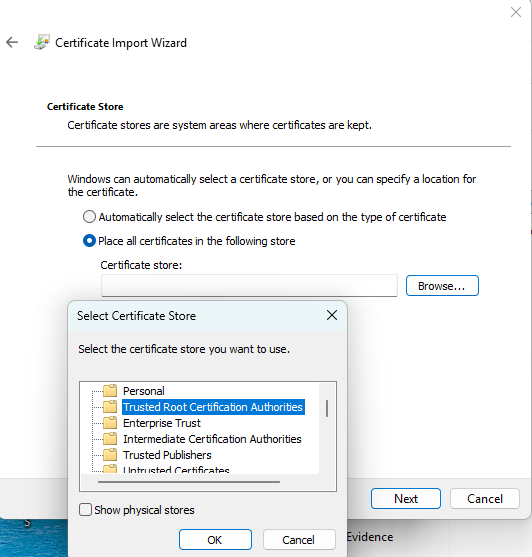 Certificate Import Wizard
Certificate Store
Certificate stores are system areas where certificates are kept.
Windows can automatically select a certificate store, or you can specify a location for
the certificate.
Automatically select the certificate store based on the type of certificate
Place all certificates in the following store
Certificate store:
Browse...
Select Certificate Store
Select the certificate store you want to use.
Personal
Trusted Root Certification Authorities
Enterprise Trust
Intermediate Certification Authorities
Trusted Publishers
Untrusted Certificates
Show physical stores
OK
Cancel
Next
Cancel
Evidence